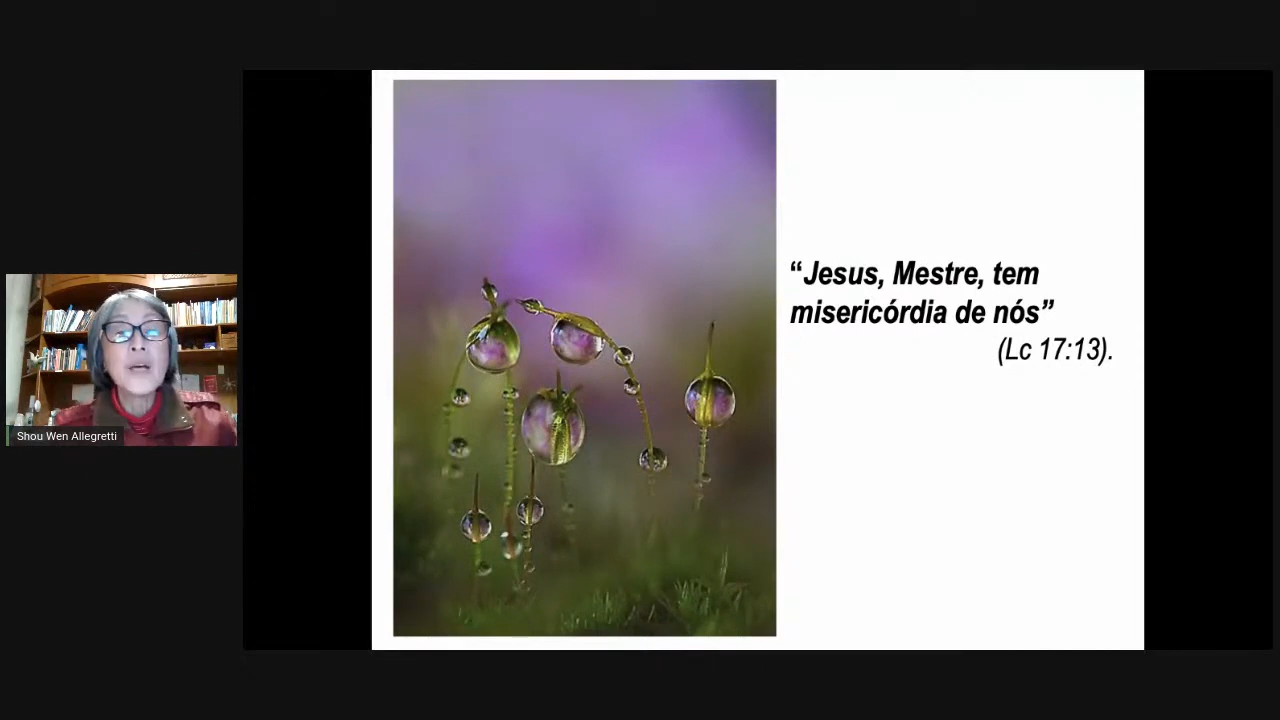 “Jesus, Mestre, tem
misericórdia de nós”
(Lc 17:13).
Shou Wen Allegretti